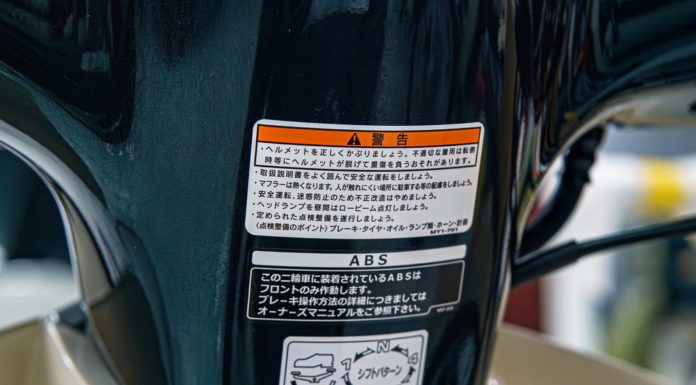 警告
・ヘルメットを正しくかぶりましょう。不適切な着用は転倒
時等にヘルメットが脱げて重傷を負うおそれがあります。
・取扱説明書をよく読んで安全な運転をしましょう。
・マフラーは熱くなります。人が触れにくい場所に駐車する等の配慮をしましょう。
・安全運転、迷惑防止のため不正改造はやめましょう。
・ヘッドランプを昼間はロービーム点灯しましょう。
・定められた点検整備を遂行しましょう。
〈点検整備のポイント〉ブレーキ・タイヤ・オイル・ランプ類・ホーン・計器
MY1-701
ABS
この二輪車に装着されているABSは
フロントのみ作動します。
ブレーキ操作方法の詳細につきましては
オーナーズマニュアルをご参照下さい。
1 N 4
シフトパターン